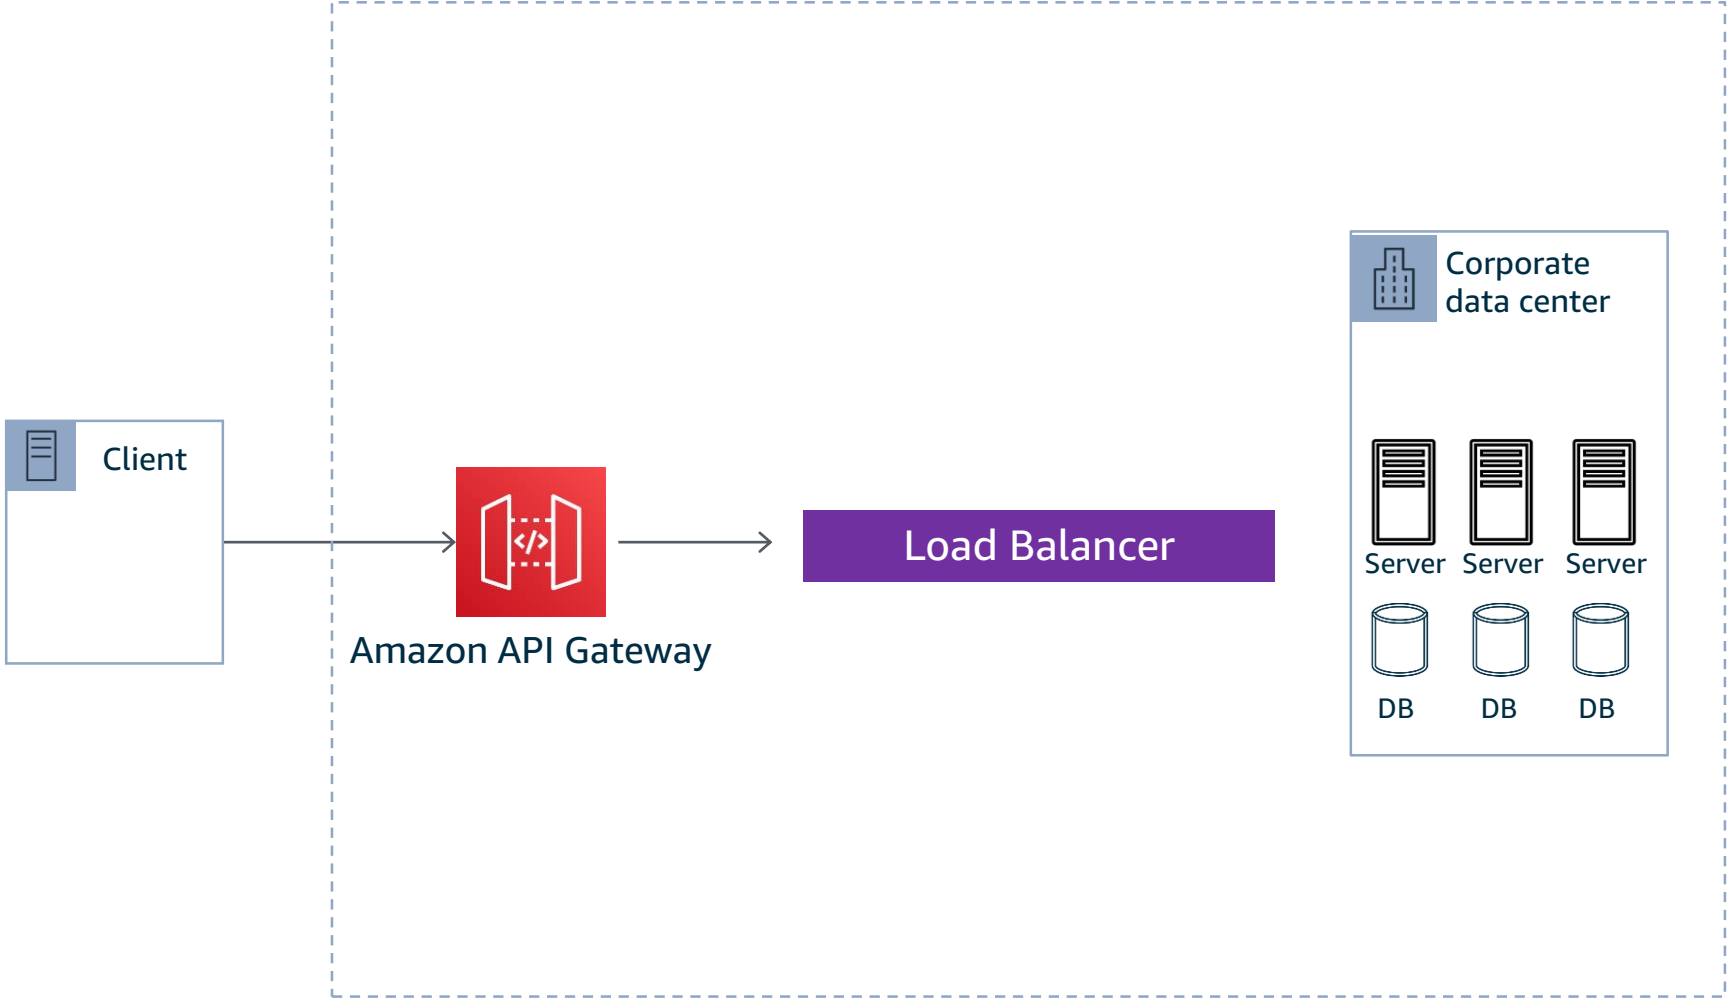 Corporate
data center
Client
</>
Load Balancer
Server Server Server
Amazon API Gateway
DB DB DB